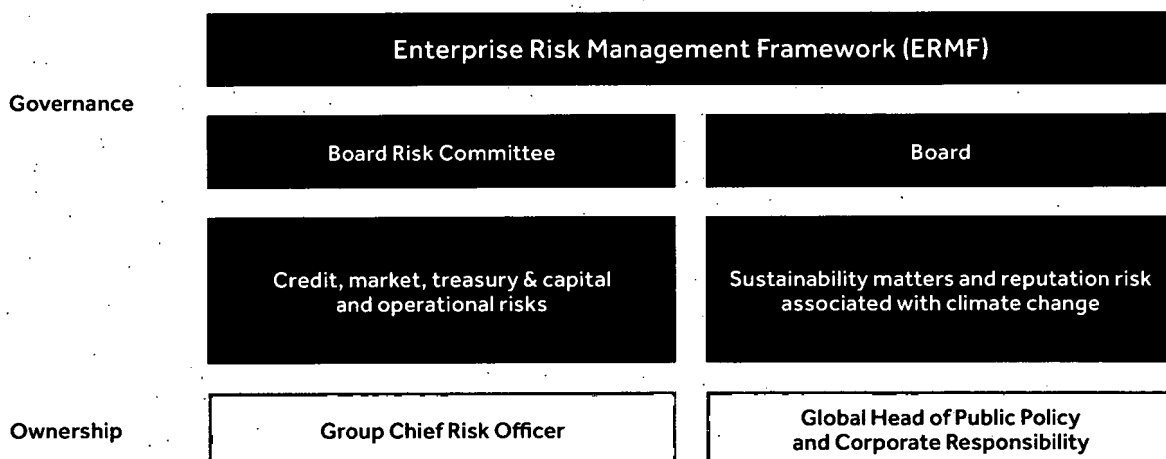 Enterprise Risk Management Framework (ERMF)
Governance
Board Risk Committee
Board
Credit, market, treasury & capital
and operational risks
Sustainability matters and reputation risk
associated with climate change
Ownership
Group Chief Risk Officer
Global Head of Public Policy
and Corporate Responsibility